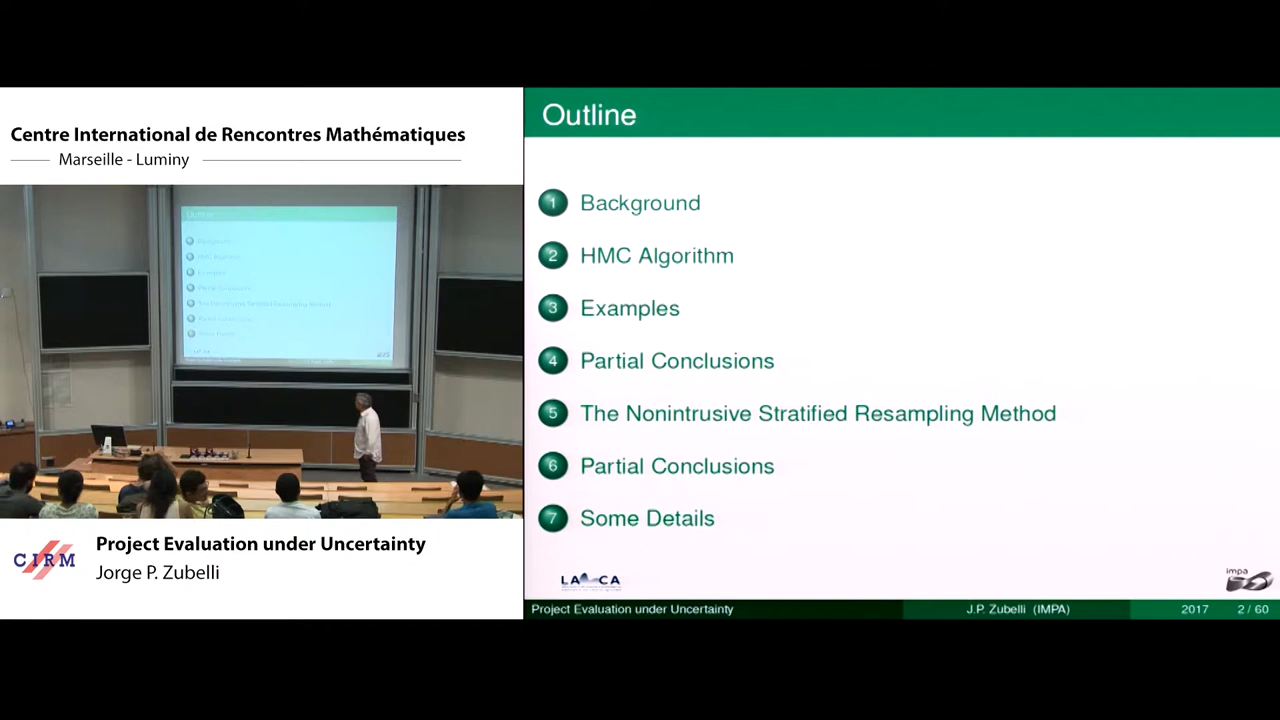 Centre International de Rencontres Mathématiques
Marseille - Luminy
CIRM
Project Evaluation under Uncertainty
Jorge P. Zubelli
Outline
1 Background
2 HMC Algorithm
3 Examples
4 Partial Conclusions
5 The Nonintrusive Stratified Resampling Method
6 Partial Conclusions
7 Some Details
impa
Project Evaluation under Uncertainty J.P. Zubelli (IMPA) 2017 2 / 60